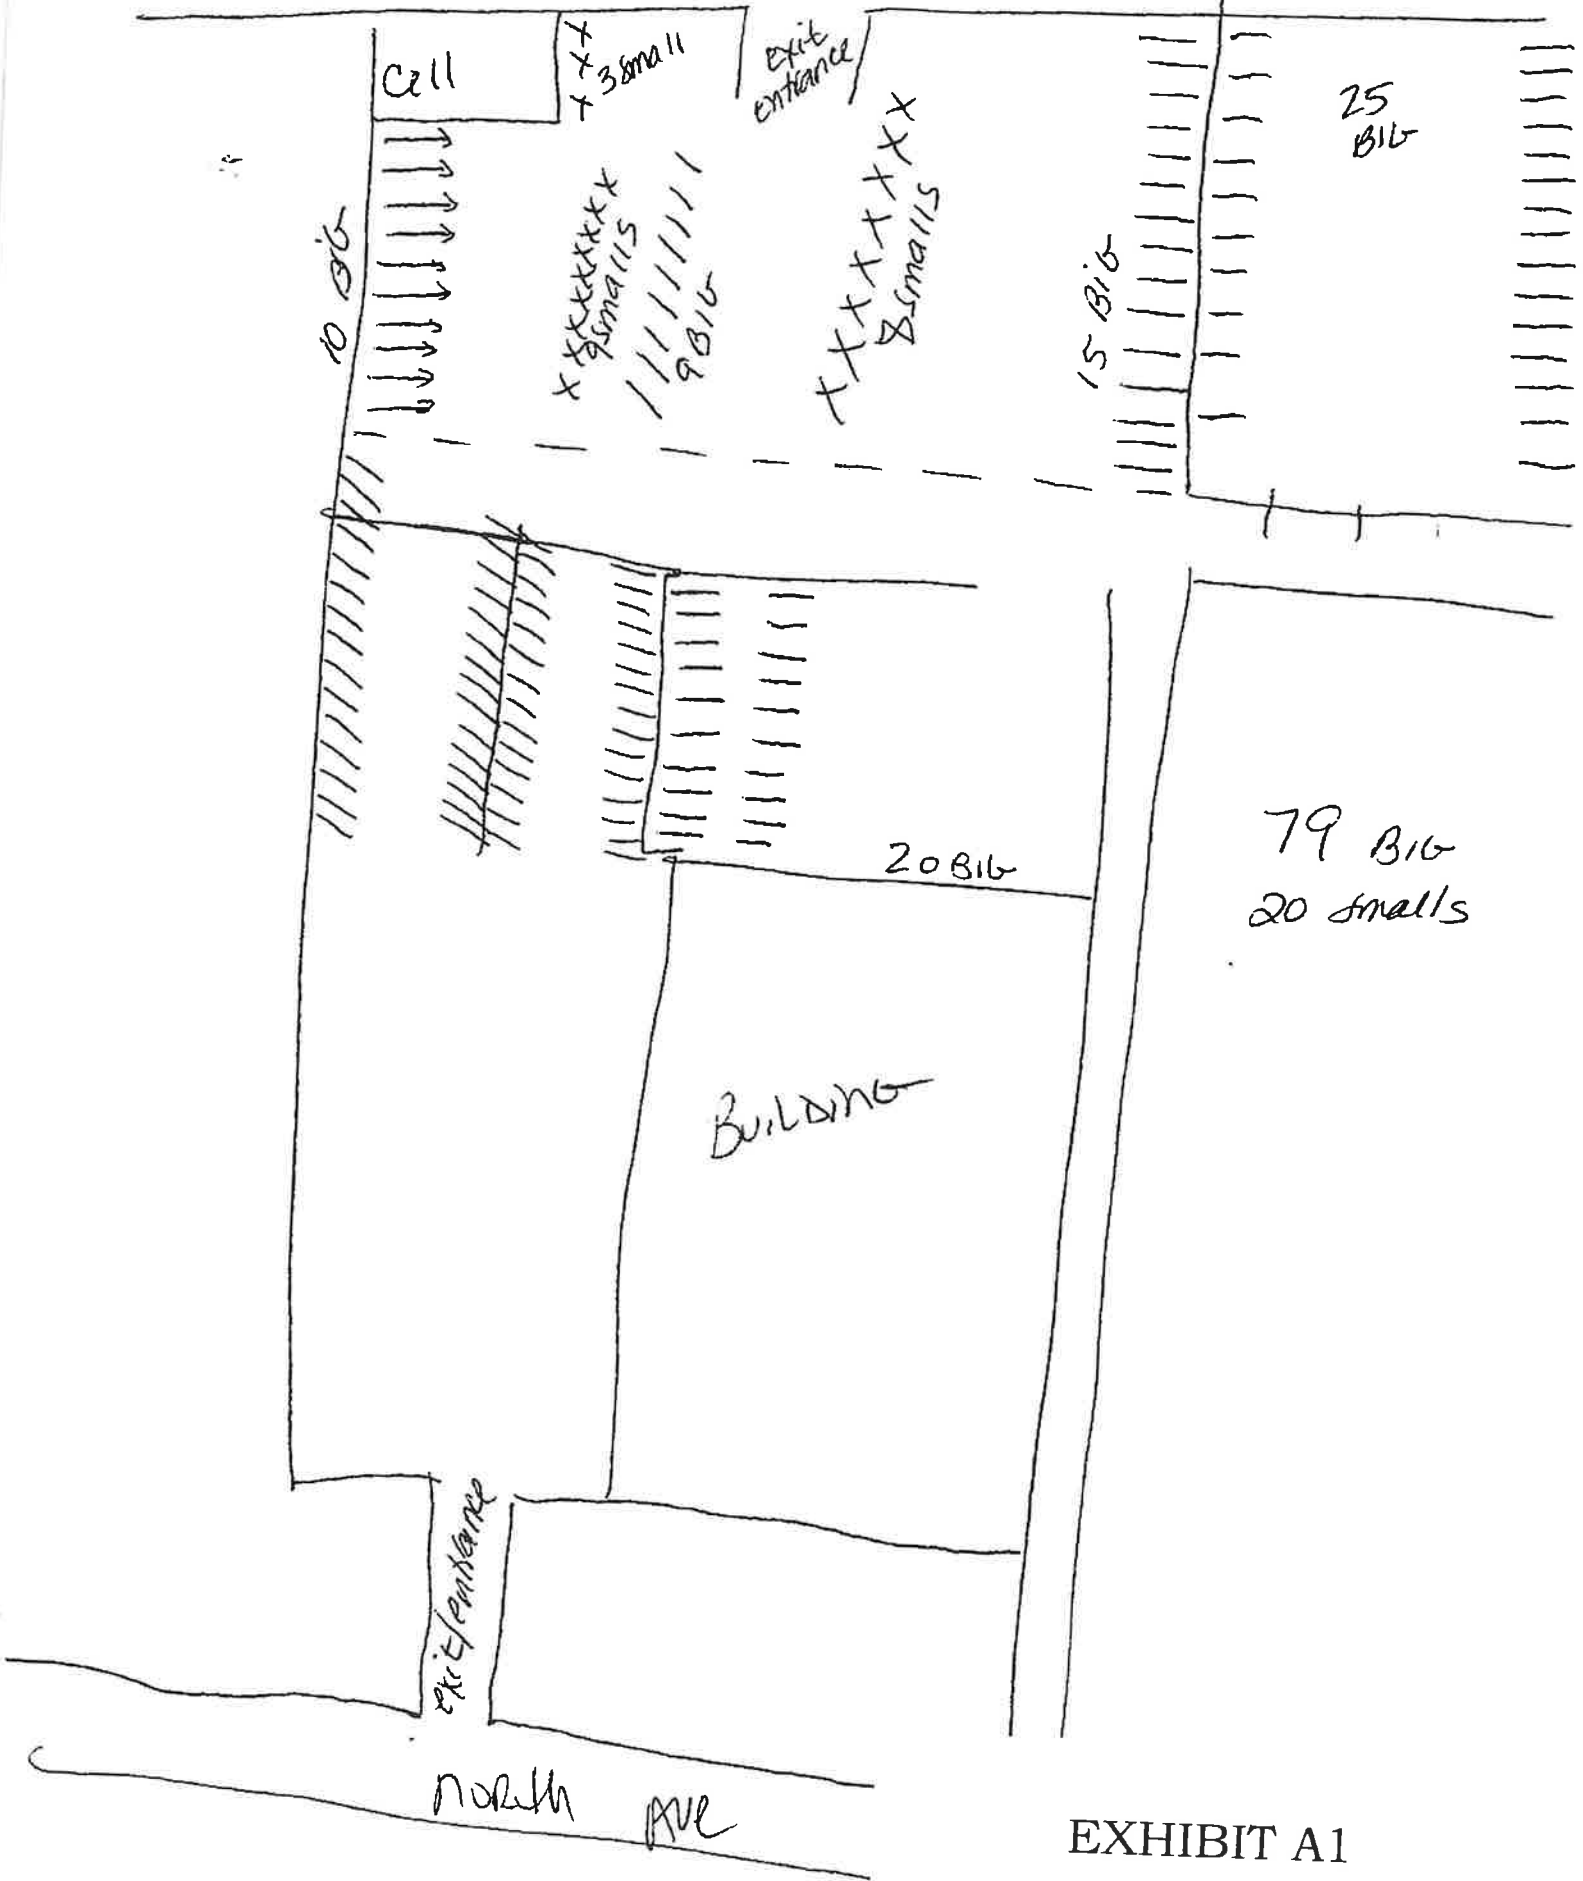 Cell
3 small
exit
entrance
25
BIG
10 BIG
9 smalls
9 BIG
8 smalls
15 BIG
20 BIG
79 BIG
20 smalls
BUILDING
exit/entrance
NORth AVe
EXHIBIT A1